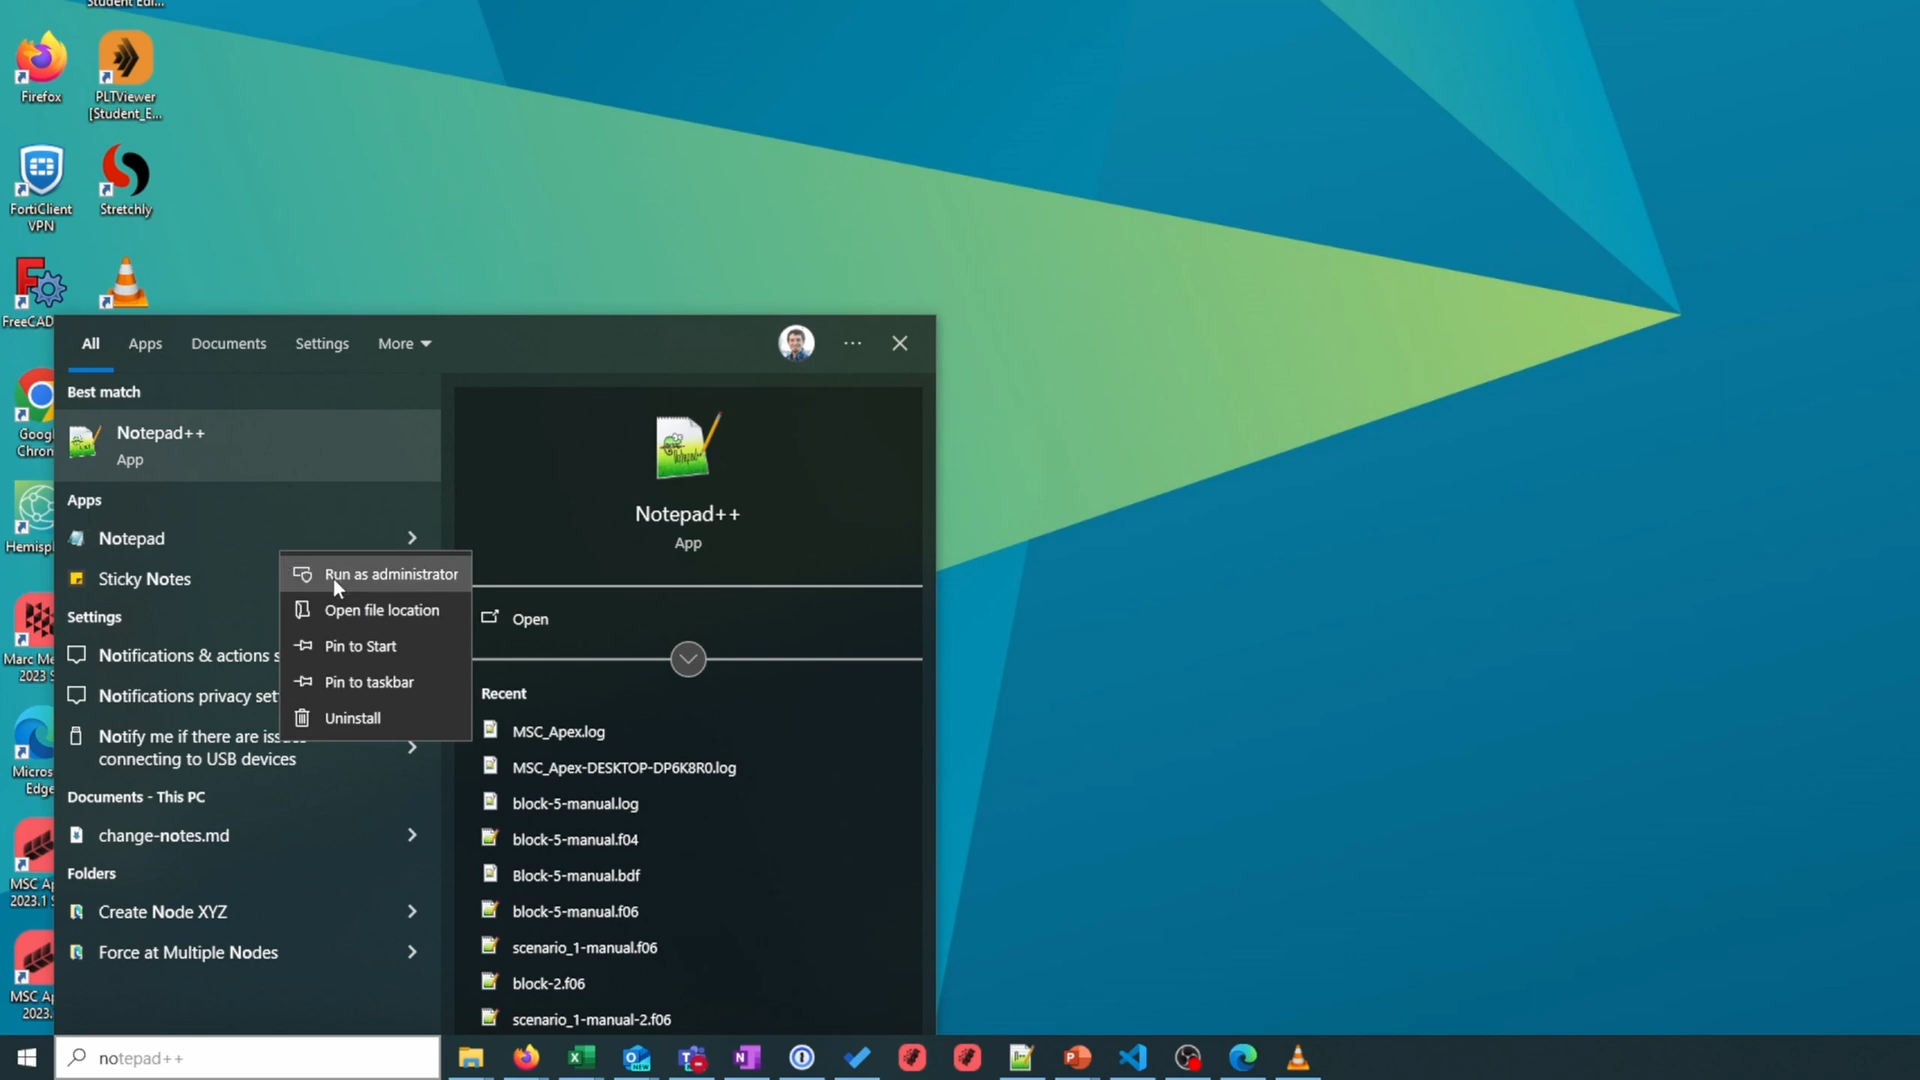 Student Edi...
Firefox
PLTViewer
[Student_E...
FortiClient
VPN
Stretchly
FreeCAD
Goog
Chron
Hemisph
Marc Me
2023 S
Micros
Edge
MSC Ap
2023.1 S
MSC Ap
2023.
All
Apps
Documents
Settings
More
Best match
Notepad++
App
Apps
Notepad
Sticky Notes
Settings
Notifications & actions s
Notifications privacy set
Notify me if there are issues
connecting to USB devices
Documents - This PC
change-notes.md
Folders
Create Node XYZ
Force at Multiple Nodes
Run as administrator
Open file location
Pin to Start
Pin to taskbar
Uninstall
Notepad++
App
Open
Recent
MSC_Apex.log
MSC_Apex-DESKTOP-DP6K8R0.log
block-5-manual.log
block-5-manual.f04
Block-5-manual.bdf
block-5-manual.f06
scenario_1-manual.f06
block-2.f06
scenario_1-manual-2.f06
notepad++